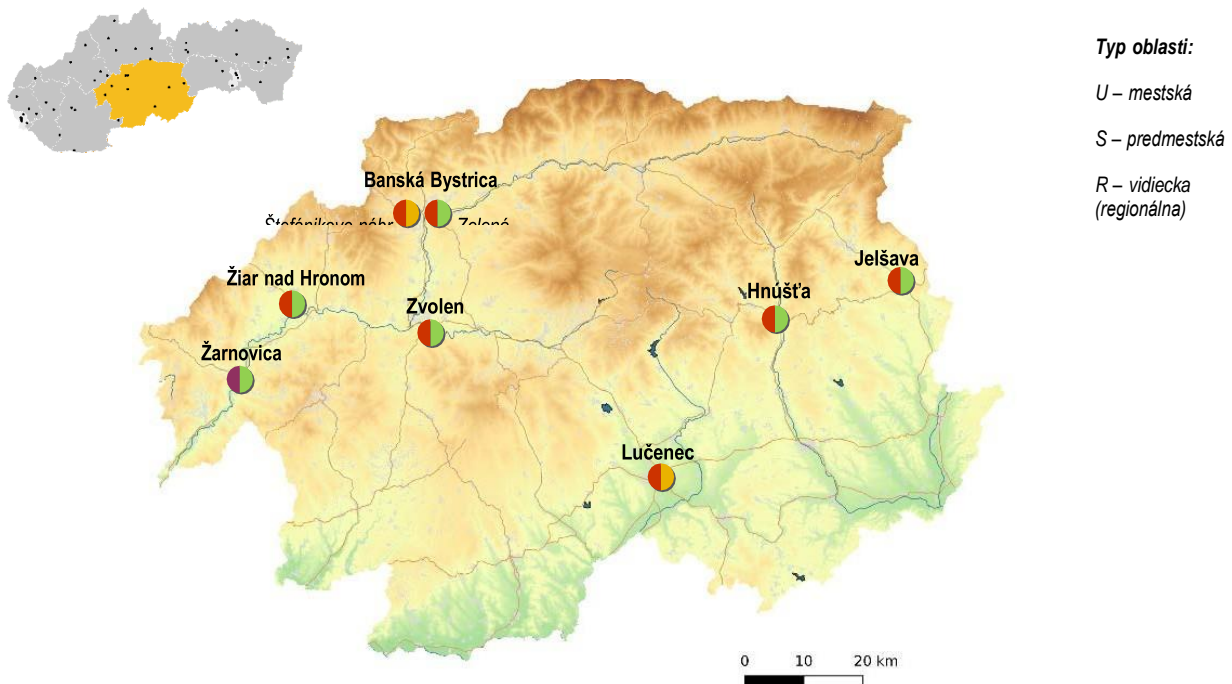 Typ oblasti:
U – mestská
S – predmestská
R – vidiecka
(regionálna)
Banská Bystrica
Jelšava
Žiar nad Hronom
Hnúšťa
Zvolen
Žarnovica
Lučenec
0 10 20 km